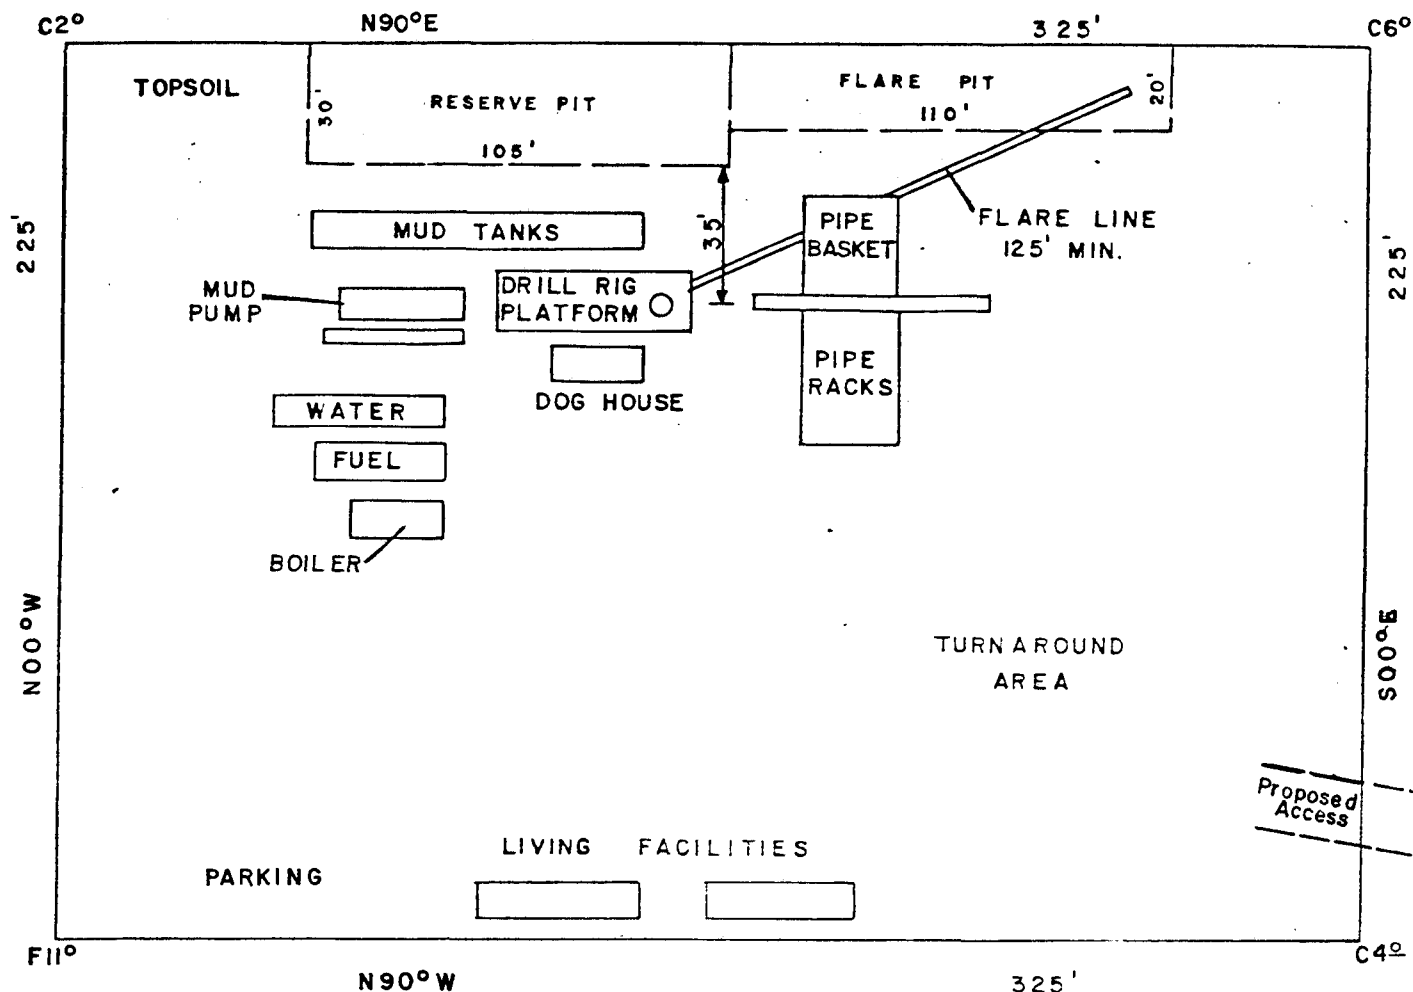 C2° N90°E 325' C6°
TOPSOIL
30'
RESERVE PIT
105'
FLARE PIT
110'
20'
225'
225'
MUD TANKS
35'
PIPE
BASKET
FLARE LINE
125' MIN.
MUD
PUMP
DRILL RIG
PLATFORM
PIPE
RACKS
DOG HOUSE
WATER
FUEL
BOILER
N00°W
S00°E
TURNAROUND
AREA
Proposed
Access
LIVING FACILITIES
PARKING
F11° N90°W 325' C4°